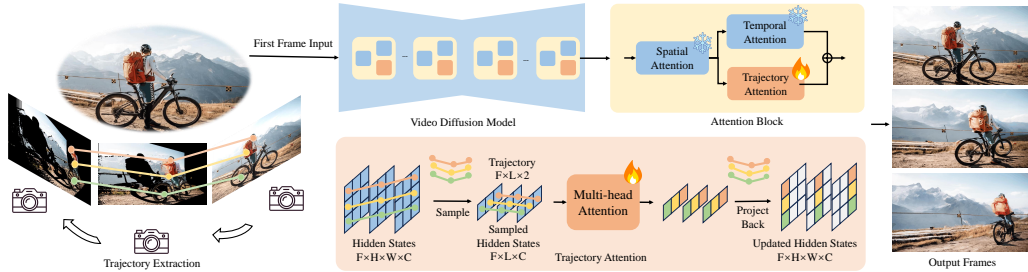 First Frame Input
Trajectory Extraction
Video Diffusion Model
Spatial
Attention
Temporal
Attention
Trajectory
Attention
Attention Block
Hidden States
F×H×W×C
Sample
Trajectory
F×L×2
Sampled
Hidden States
F×L×C
Multi-head
Attention
Trajectory Attention
Project
Back
Updated Hidden States
F×H×W×C
Output Frames